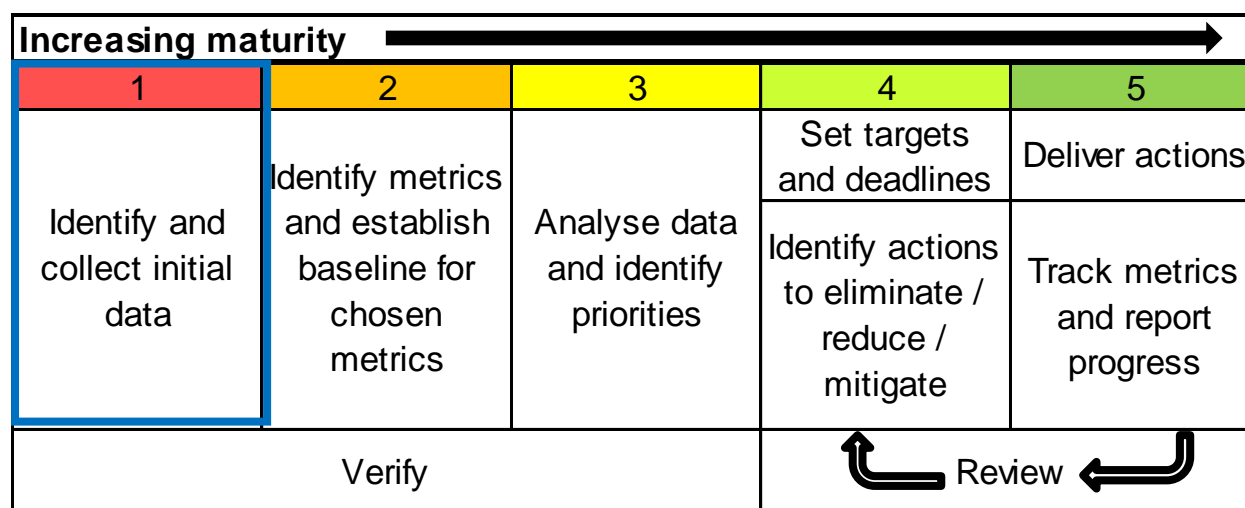 Increasing maturity
1
2
3
4
5
Identify and
collect initial
data
Identify metrics
and establish
baseline for
chosen
metrics
Analyse data
and identify
priorities
Set targets
and deadlines
Identify actions
to eliminate /
reduce /
mitigate
Deliver actions
Track metrics
and report
progress
Verify
Review